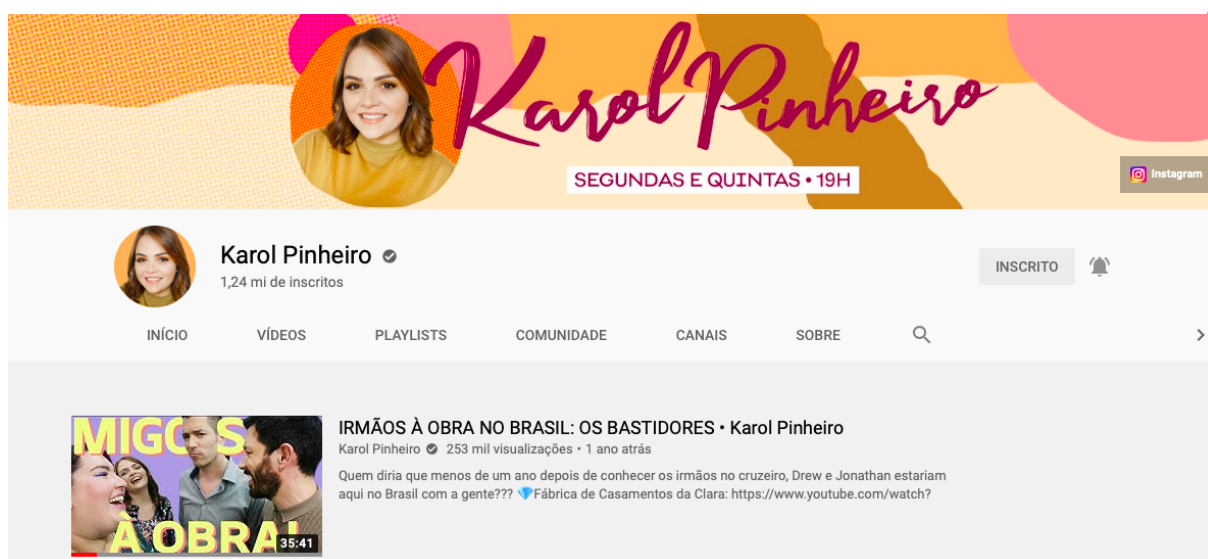 Karol Pinheiro
SEGUNDAS E QUINTAS • 19H
Instagram
Karol Pinheiro
1,24 mi de inscritos
INSCRITO
INÍCIO VÍDEOS PLAYLISTS COMUNIDADE CANAIS SOBRE
MIGOS
À OBRA!
35:41
IRMÃOS À OBRA NO BRASIL: OS BASTIDORES • Karol Pinheiro
Karol Pinheiro 253 mil visualizações • 1 ano atrás
Quem diria que menos de um ano depois de conhecer os irmãos no cruzeiro, Drew e Jonathan estariam
aqui no Brasil com a gente??? 💎Fábrica de Casamentos da Clara: https://www.youtube.com/watch?